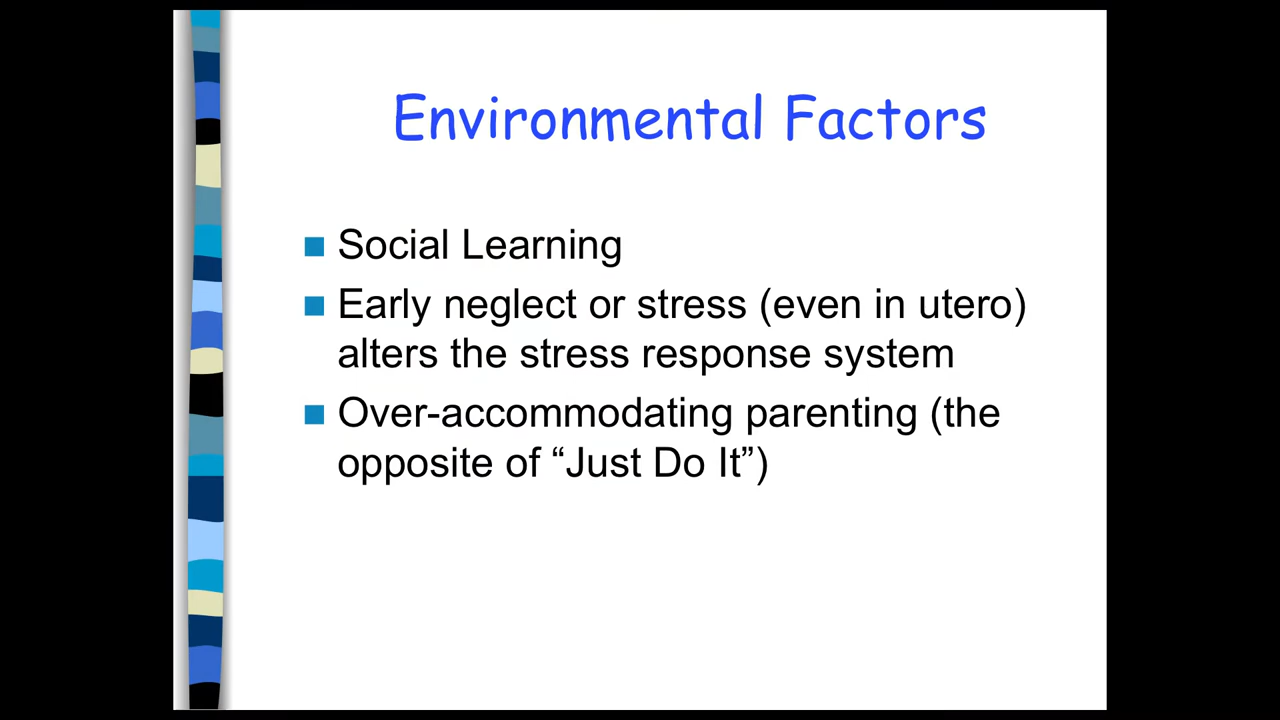 Environmental Factors
Social Learning
Early neglect or stress (even in utero)
alters the stress response system
Over-accommodating parenting (the
opposite of “Just Do It”)